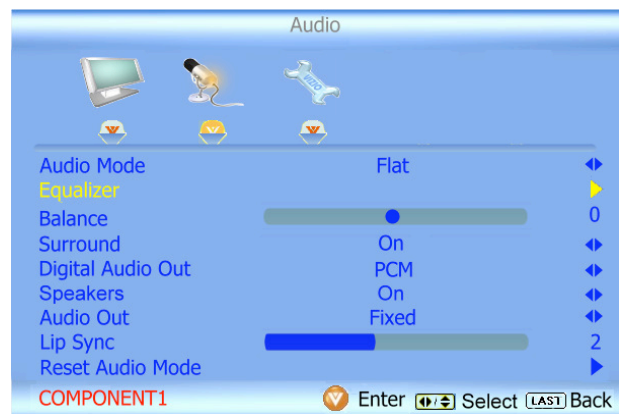 Audio
VIZIO
Audio Mode Flat
Equalizer
Balance 0
Surround On
Digital Audio Out PCM
Speakers On
Audio Out Fixed
Lip Sync 2
Reset Audio Mode
COMPONENT1 Enter Select LAST Back